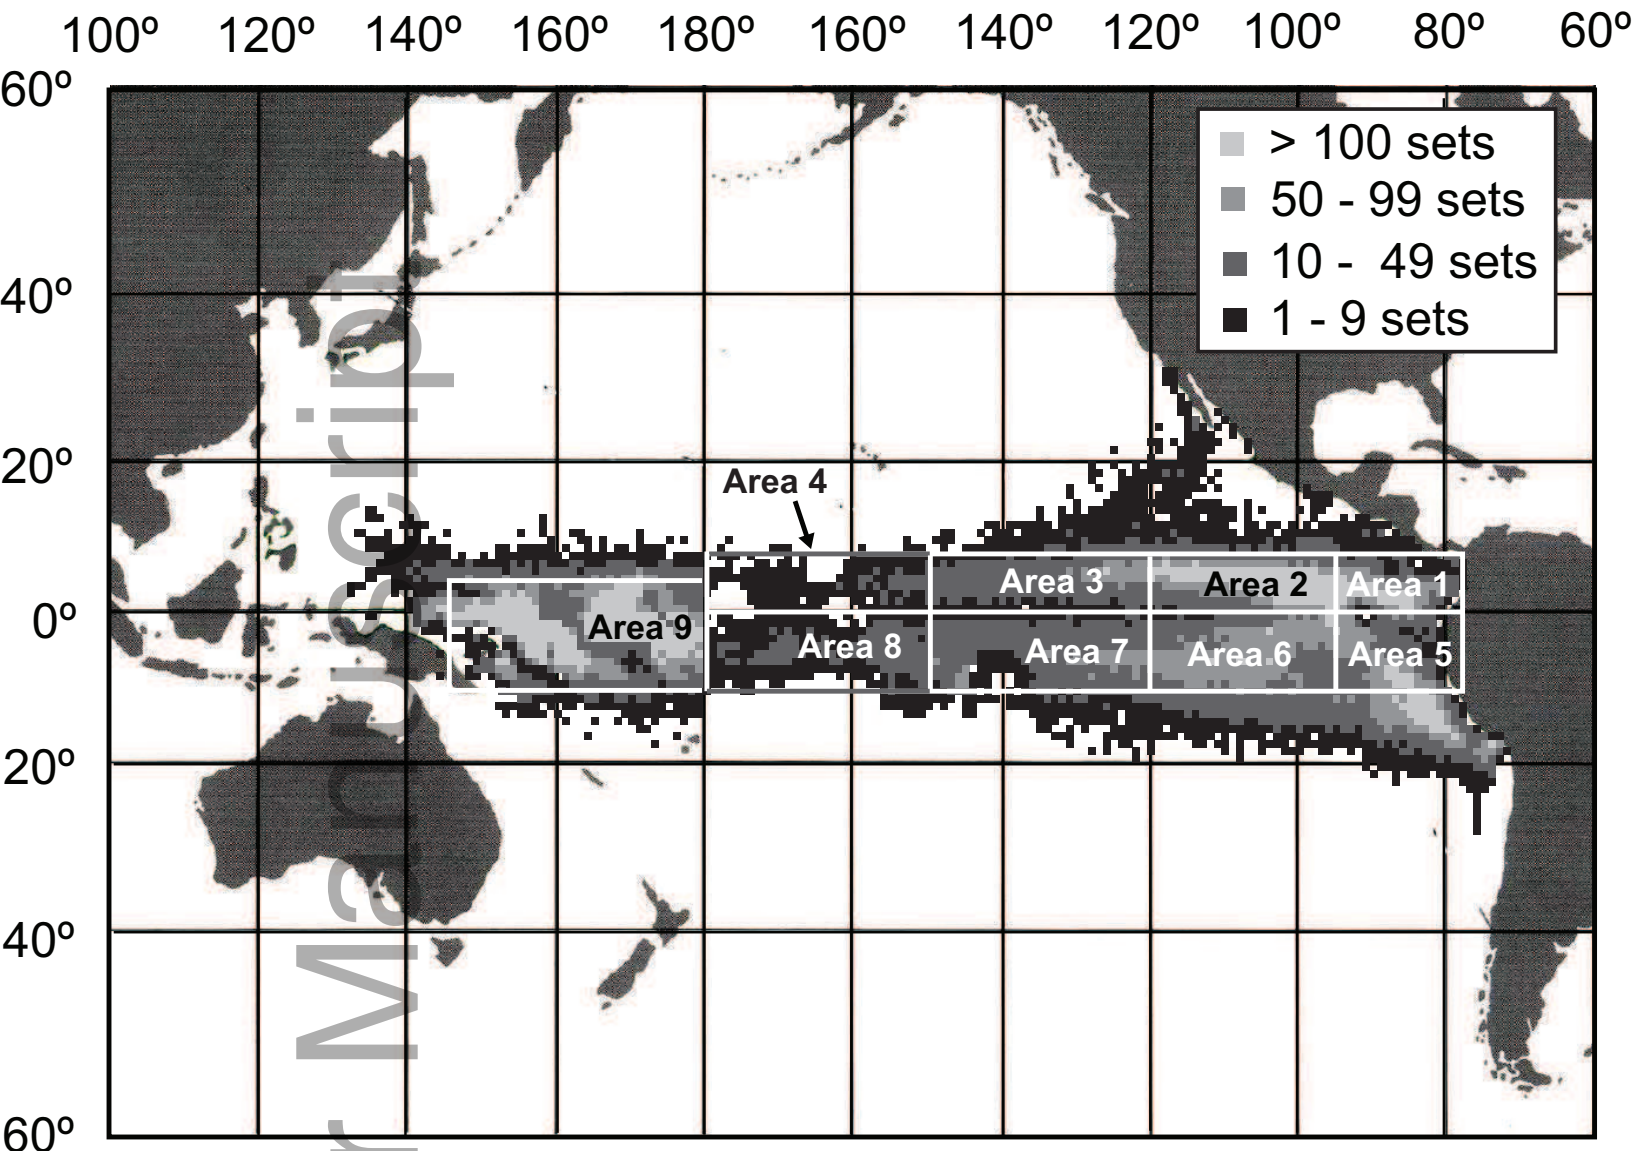 100º 120º 140º 160º 180º 160º 140º 120º 100º 80º 60º
60º
40º
20º
0º
20º
40º
60º
> 100 sets
50 - 99 sets
10 - 49 sets
1 - 9 sets
Area 4
Area 3
Area 2
Area 1
Area 9
Area 8
Area 7
Area 6
Area 5
r Manuscript